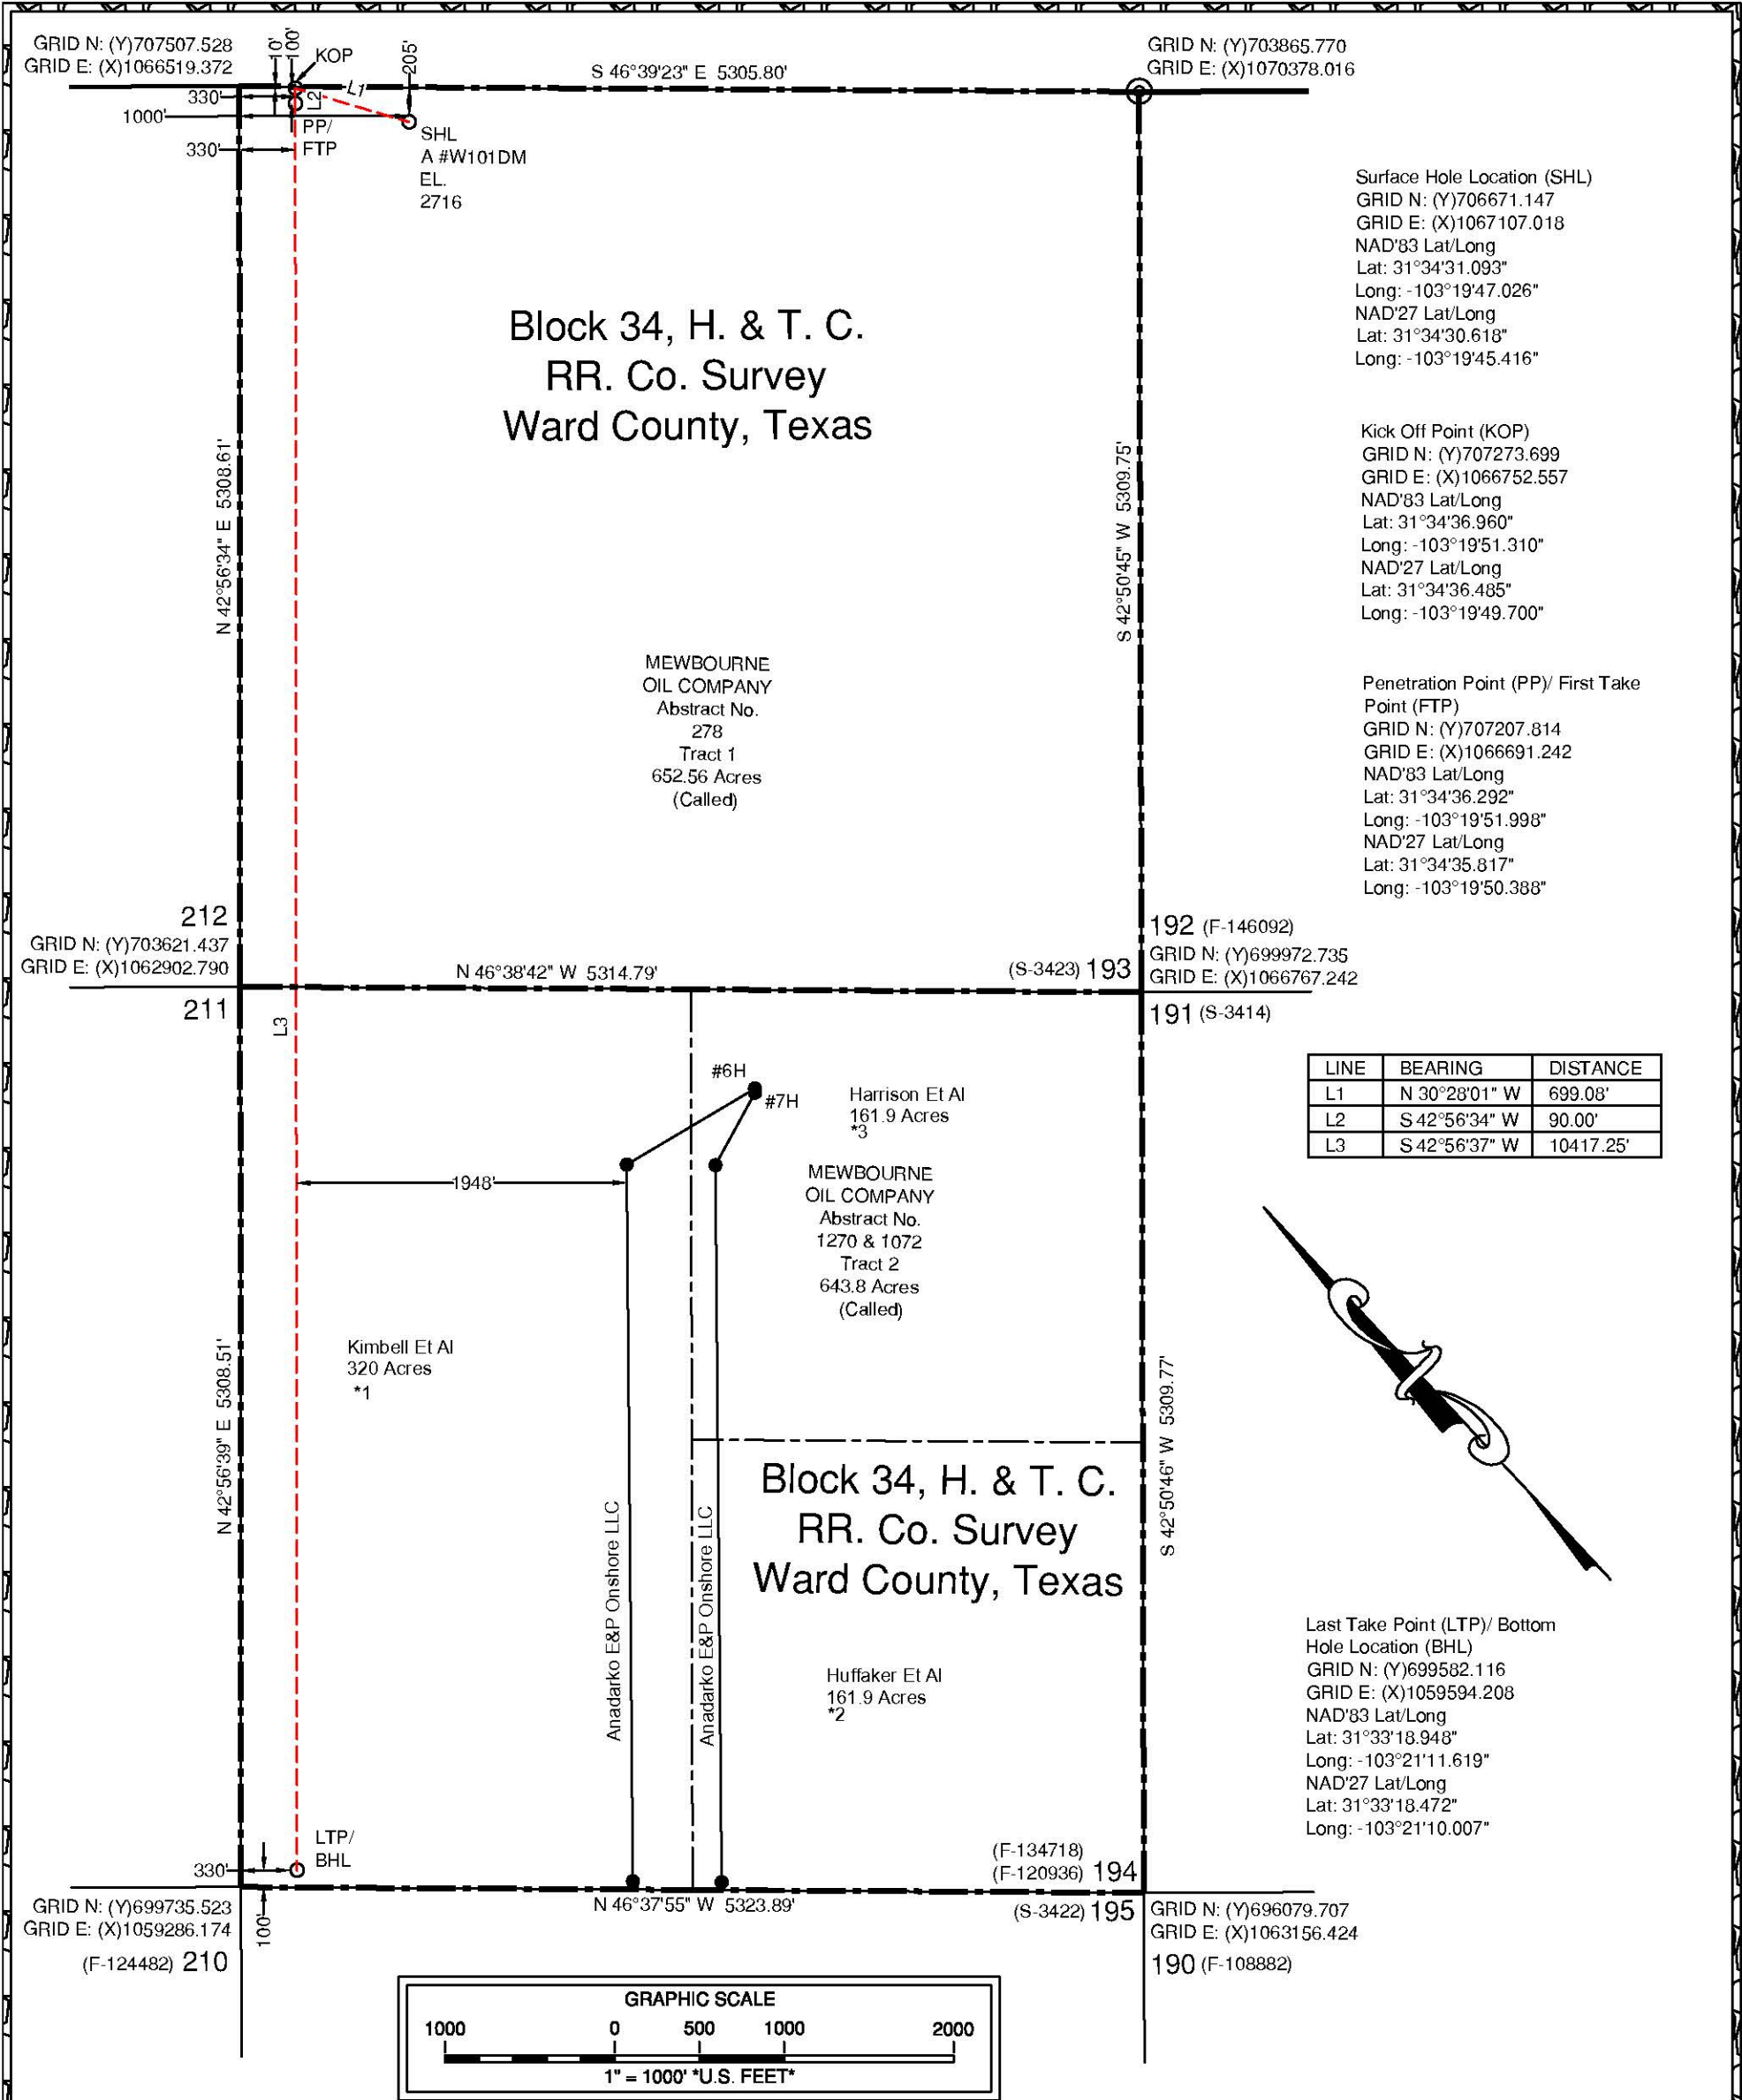 GRID N: (Y)707507.528
GRID E: (X)1066519.372
10'
100'
KOP
205'
S 46°39'23" E 5305.80'
GRID N: (Y)703865.770
GRID E: (X)1070378.016
330'
L2
L1
1000'
PP/
FTP
330'
SHL
A #W101DM
EL.
2716
Surface Hole Location (SHL)
GRID N: (Y)706671.147
GRID E: (X)1067107.018
NAD'83 Lat/Long
Lat: 31°34'31.093"
Long: -103°19'47.026"
NAD'27 Lat/Long
Lat: 31°34'30.618"
Long: -103°19'45.416"
Block 34, H. & T. C.
RR. Co. Survey
Ward County, Texas
N 42°56'34" E 5308.61'
S 42°50'45" W 5309.75'
Kick Off Point (KOP)
GRID N: (Y)707273.699
GRID E: (X)1066752.557
NAD'83 Lat/Long
Lat: 31°34'36.960"
Long: -103°19'51.310"
NAD'27 Lat/Long
Lat: 31°34'36.485"
Long: -103°19'49.700"
MEWBOURNE
OIL COMPANY
Abstract No.
278
Tract 1
652.56 Acres
(Called)
Penetration Point (PP)/ First Take
Point (FTP)
GRID N: (Y)707207.814
GRID E: (X)1066691.242
NAD'83 Lat/Long
Lat: 31°34'36.292"
Long: -103°19'51.998"
NAD'27 Lat/Long
Lat: 31°34'35.817"
Long: -103°19'50.388"
212
GRID N: (Y)703621.437
GRID E: (X)1062902.790
211
N 46°38'42" W 5314.79'
(S-3423) 193
192 (F-146092)
GRID N: (Y)699972.735
GRID E: (X)1066767.242
191 (S-3414)
L3
LINE BEARING DISTANCE
L1 N 30°28'01" W 699.08'
L2 S 42°56'34" W 90.00'
L3 S 42°56'37" W 10417.25'
#6H
#7H
Harrison Et Al
161.9 Acres
*3
1948'
MEWBOURNE
OIL COMPANY
Abstract No.
1270 & 1072
Tract 2
643.8 Acres
(Called)
N 42°56'39" E 5308.51'
Kimbell Et Al
320 Acres
*1
S 42°50'46" W 5309.77'
Block 34, H. & T. C.
RR. Co. Survey
Ward County, Texas
Anadarko E&P Onshore LLC
Anadarko E&P Onshore LLC
Huffaker Et Al
161.9 Acres
*2
Last Take Point (LTP)/ Bottom
Hole Location (BHL)
GRID N: (Y)699582.116
GRID E: (X)1059594.208
NAD'83 Lat/Long
Lat: 31°33'18.948"
Long: -103°21'11.619"
NAD'27 Lat/Long
Lat: 31°33'18.472"
Long: -103°21'10.007"
LTP/
BHL
330'
100'
GRID N: (Y)699735.523
GRID E: (X)1059286.174
(F-124482) 210
N 46°37'55" W 5323.89'
(F-134718)
(F-120936) 194
(S-3422) 195
GRID N: (Y)696079.707
GRID E: (X)1063156.424
190 (F-108882)
GRAPHIC SCALE
1000 0 500 1000 2000
1" = 1000' *U.S. FEET*